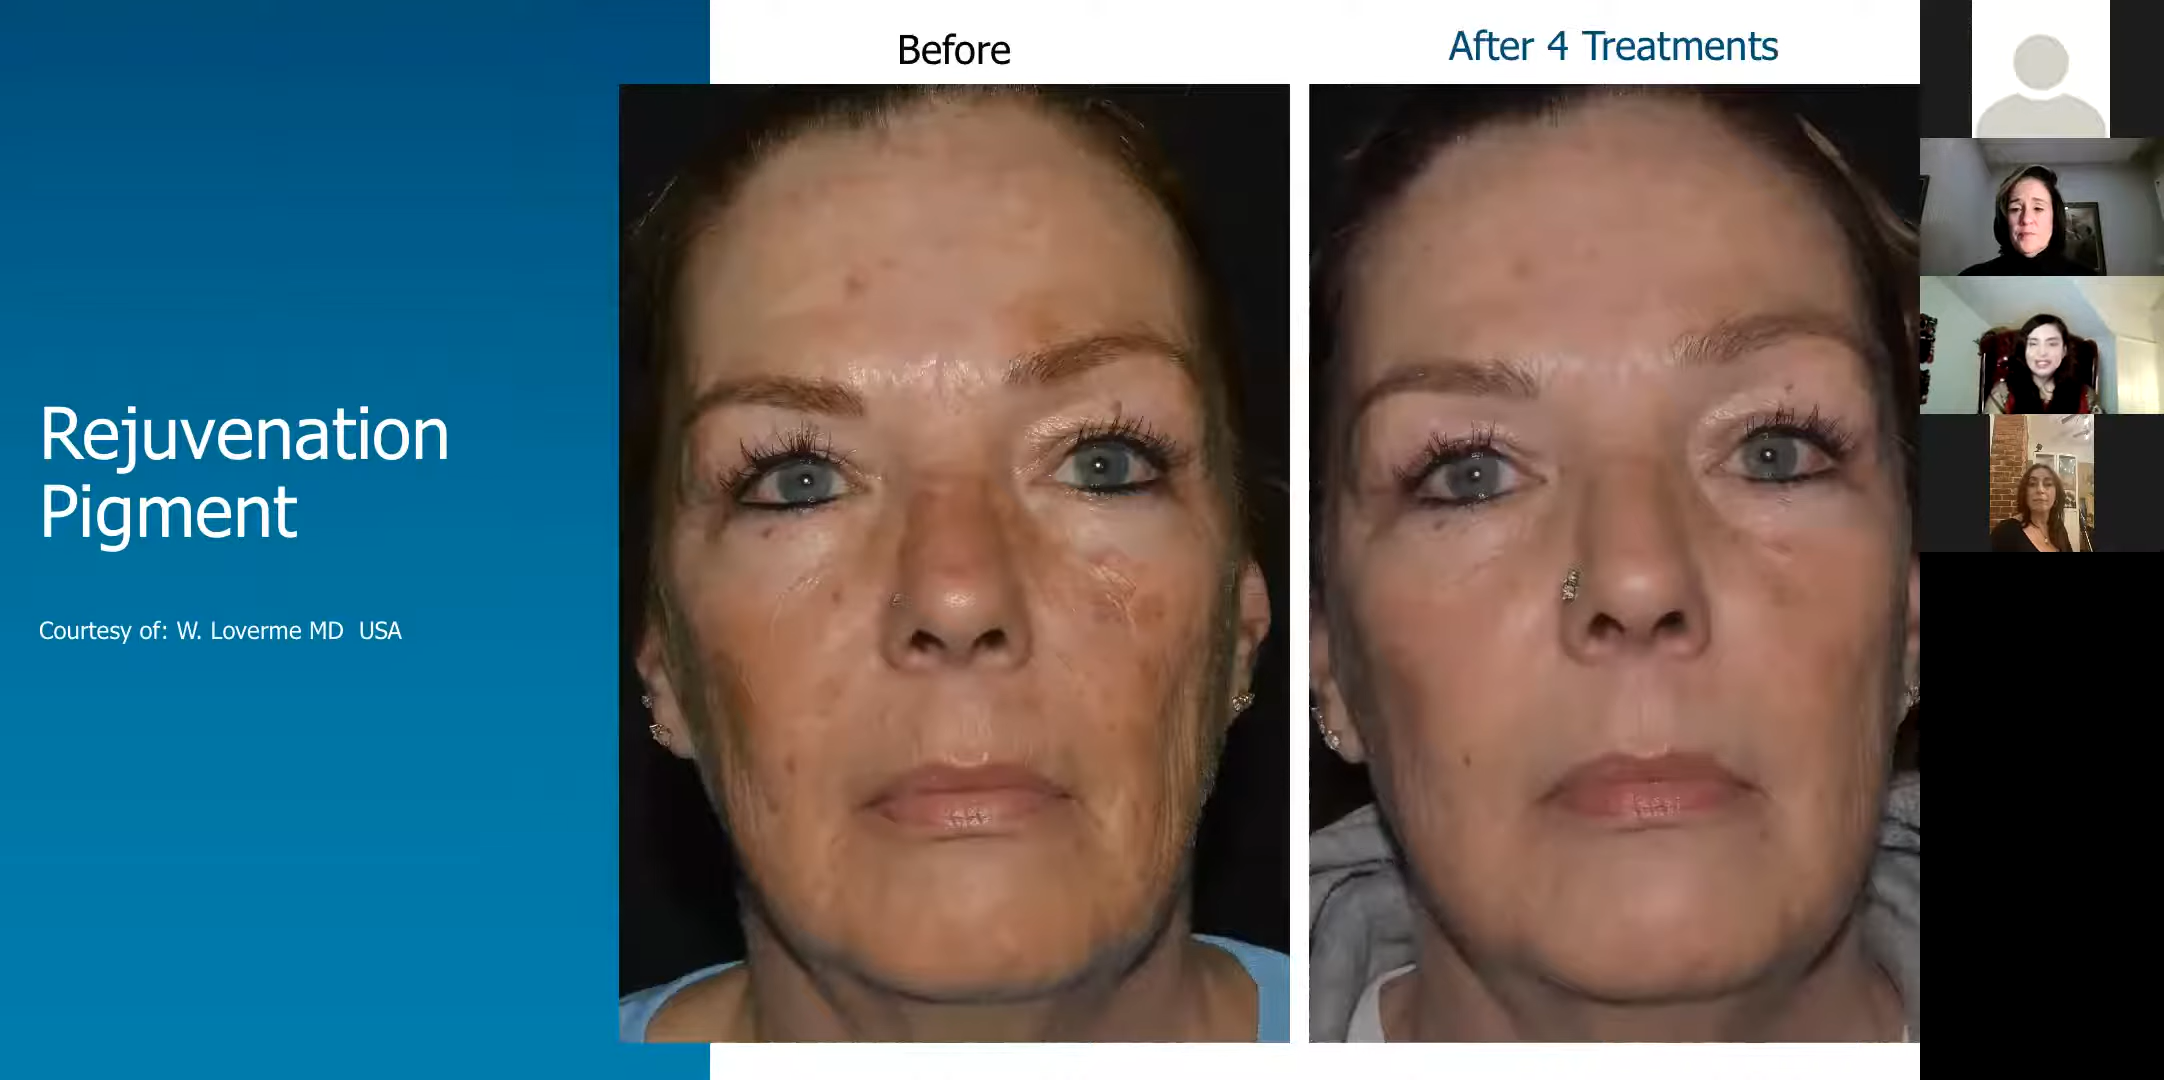 Before
After 4 Treatments
Rejuvenation
Pigment
Courtesy of: W. Loverme MD  USA